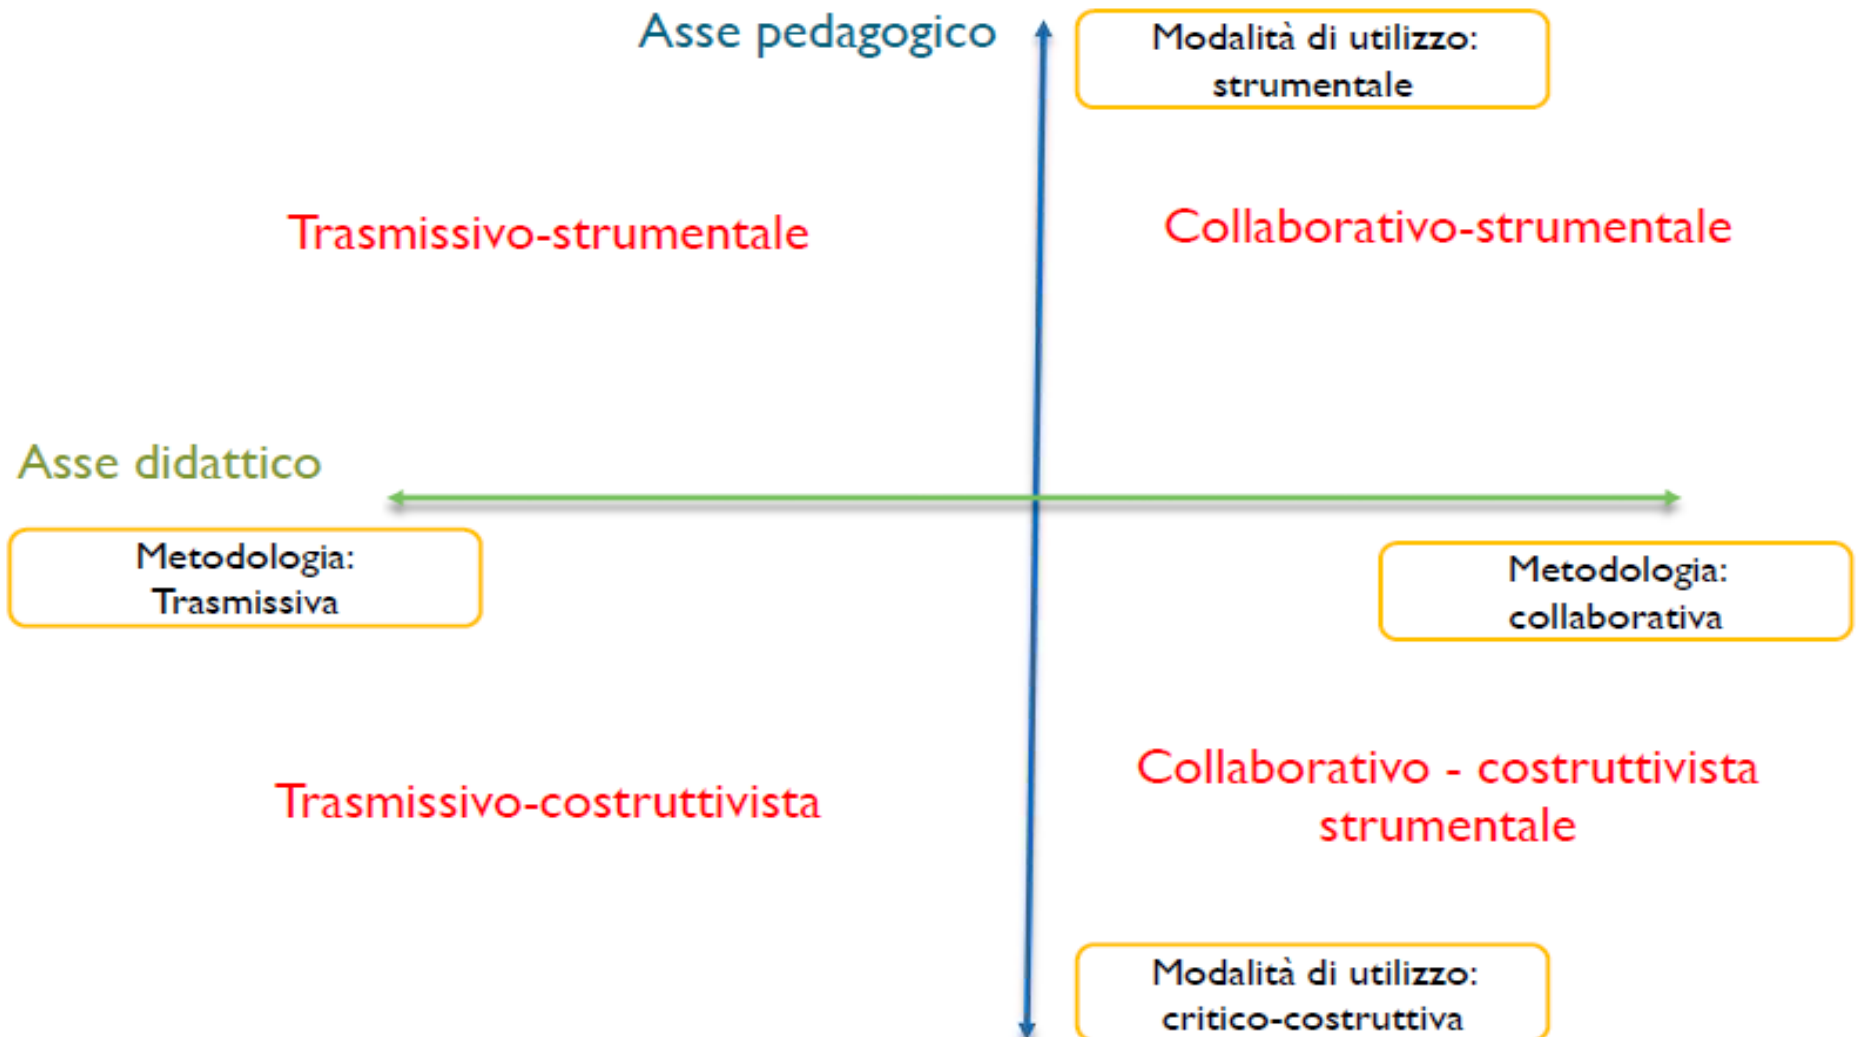 Asse pedagogico
Modalità di utilizzo:
strumentale
Trasmissivo-strumentale
Collaborativo-strumentale
Asse didattico
Metodologia:
Trasmissiva
Metodologia:
collaborativa
Trasmissivo-costruttivista
Collaborativo - costruttivista
strumentale
Modalità di utilizzo:
critico-costruttiva